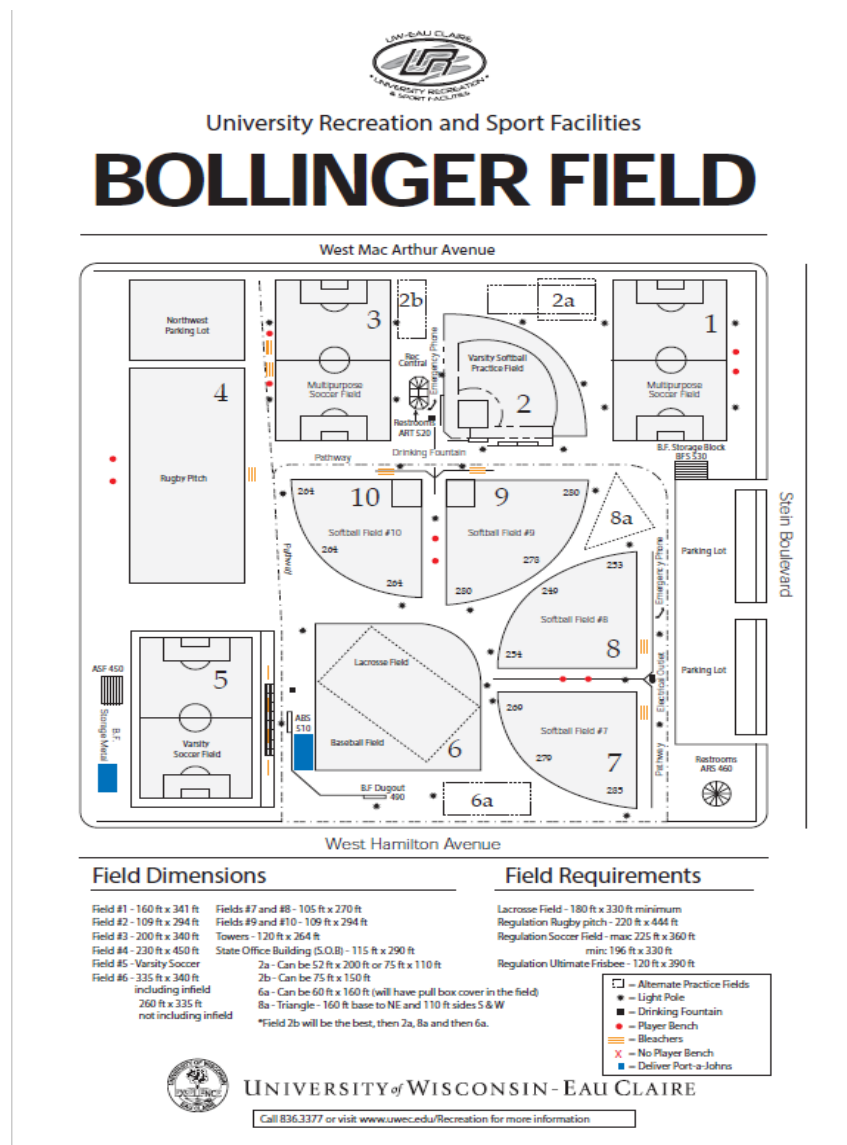 UW-EAU CLAIRE
UR
• UNIVERSITY RECREATION •
& SPORT FACILITIES
University Recreation and Sport Facilities
BOLLINGER FIELD
West Mac Arthur Avenue
Northwest
Parking Lot
3
2b
2a
1
Rec
Central
Emergency Phone
Varsity Softball
Practice Field
4
Multipurpose
Soccer Field
2
Multipurpose
Soccer Field
Restrooms
ART 520
B.F. Storage Block
BFS 530
Pathway
Drinking Fountain
Rugby Pitch
264
10
9
280
8a
Stein Boulevard
Softball Field #10
Softball Field #9
264
278
264
280
Pathway
253
249
Emergency Phone
Parking Lot
Softball Field #8
254
8
ASF 450
5
Lacrosse Field
Electrical Outlet
Parking Lot
B.F.
Storage Metal
269
ABS
510
Softball Field #7
Varsity
Soccer Field
Baseball Field
6
279
7
Pathway
Restrooms
ARS 460
285
B.F Dugout
490
6a
West Hamilton Avenue
Field Dimensions
Field #1 - 160 ft x 341 ft
Field #2 - 109 ft x 294 ft
Field #3 - 200 ft x 340 ft
Field #4 - 230 ft x 450 ft
Field #5 - Varsity Soccer
Field #6 - 335 ft x 340 ft
including infield
260 ft x 335 ft
not including infield
Fields #7 and #8 - 105 ft x 270 ft
Fields #9 and #10 - 109 ft x 294 ft
Towers - 120 ft x 264 ft
State Office Building (S.O.B) - 115 ft x 290 ft
2a - Can be 52 ft x 200 ft or 75 ft x 110 ft
2b - Can be 75 ft x 150 ft
6a - Can be 60 ft x 160 ft (will have pull box cover in the field)
8a - Triangle - 160 ft base to NE and 110 ft sides S & W
*Field 2b will be the best, then 2a, 8a and then 6a.
Field Requirements
Lacrosse Field - 180 ft x 330 ft minimum
Regulation Rugby pitch - 220 ft x 444 ft
Regulation Soccer Field - max: 225 ft x 360 ft
min: 196 ft x 330 ft
Regulation Ultimate Frisbee - 120 ft x 390 ft
= Alternate Practice Fields
= Light Pole
= Drinking Fountain
= Player Bench
= Bleachers
X = No Player Bench
= Deliver Port-a-Johns
UNIVERSITY OF WISCONSIN
EXCELLENCE
EAU CLAIRE
UNIVERSITY of WISCONSIN-EAU CLAIRE
Call 836.3377 or visit www.uwec.edu/Recreation for more information